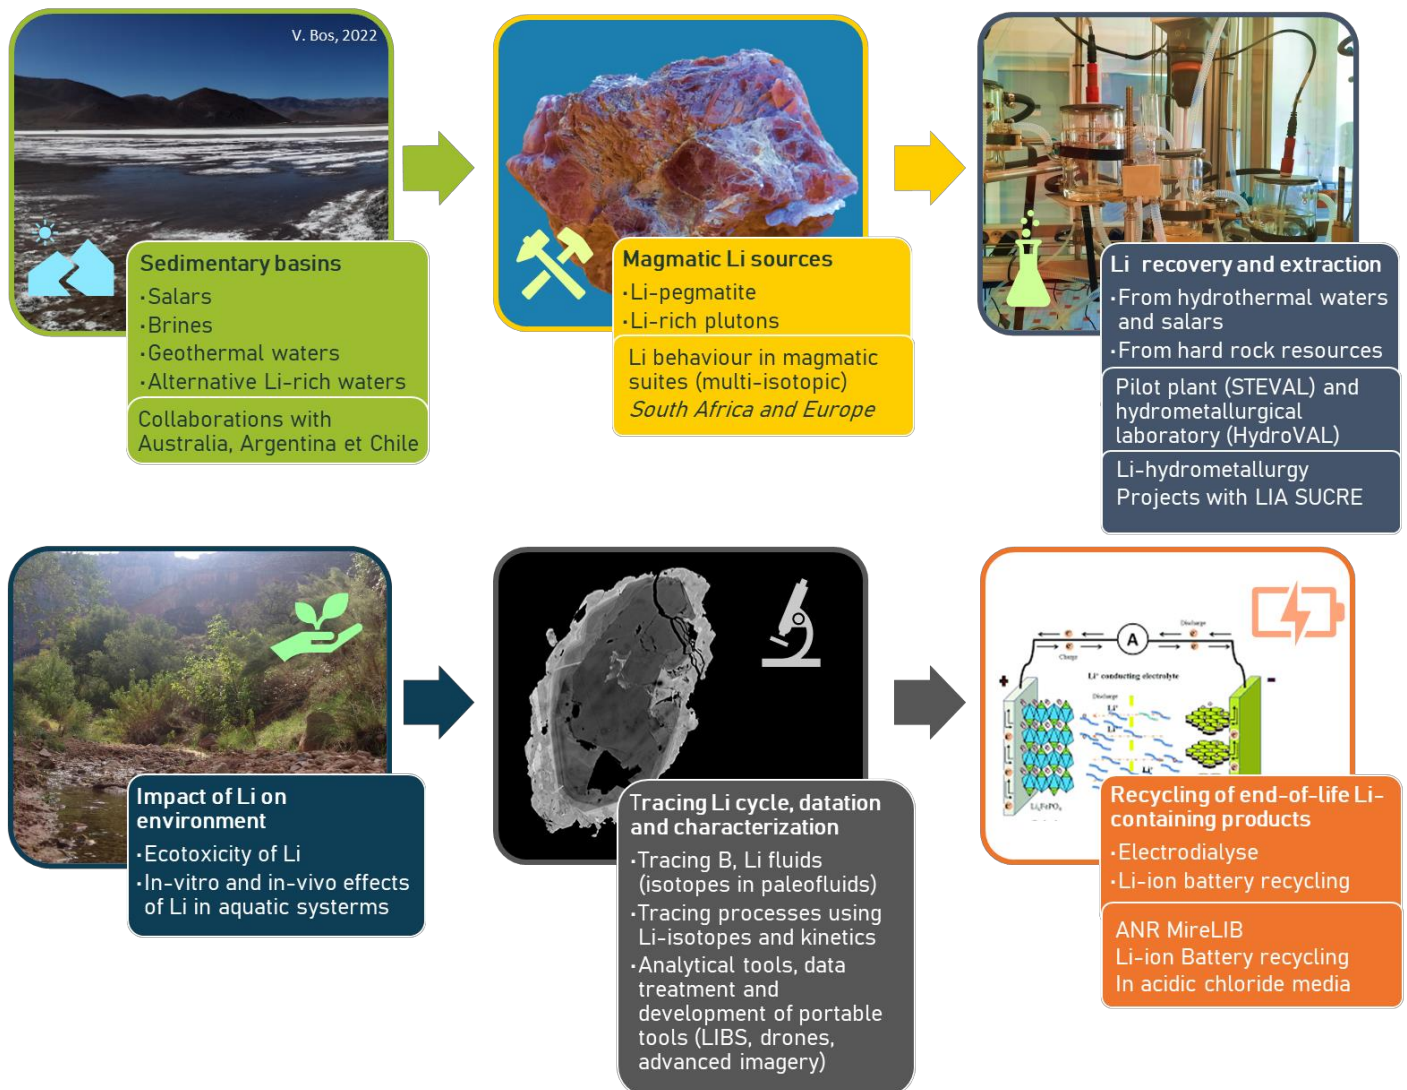 V. Bos, 2022
Sedimentary basins
·Salars
·Brines
·Geothermal waters
·Alternative Li-rich waters
Collaborations with
Australia, Argentina et Chile
Magmatic Li sources
·Li-pegmatite
·Li-rich plutons
Li behaviour in magmatic
suites (multi-isotopic)
South Africa and Europe
Li recovery and extraction
·From hydrothermal waters
and salars
·From hard rock resources
Pilot plant (STEVAL) and
hydrometallurgical
laboratory (HydroVAL)
Li-hydrometallurgy
Projects with LIA SUCRE
Impact of Li on
environment
·Ecotoxicity of Li
·In-vitro and in-vivo effects
of Li in aquatic systerms
Tracing Li cycle, datation
and characterization
·Tracing B, Li fluids
(isotopes in paleofluids)
·Tracing processes using
Li-isotopes and kinetics
·Analytical tools, data
treatment and
development of portable
tools (LIBS, drones,
advanced imagery)
Discharge
A
Charge
+
-
Li⁺ conducting electrolyte
Discharge
Li⁺
Li⁺
Li⁺
LiₓFePO₄
Recycling of end-of-life Li-
containing products
·Electrodialyse
·Li-ion battery recycling
ANR MireLIB
Li-ion Battery recycling
In acidic chloride media